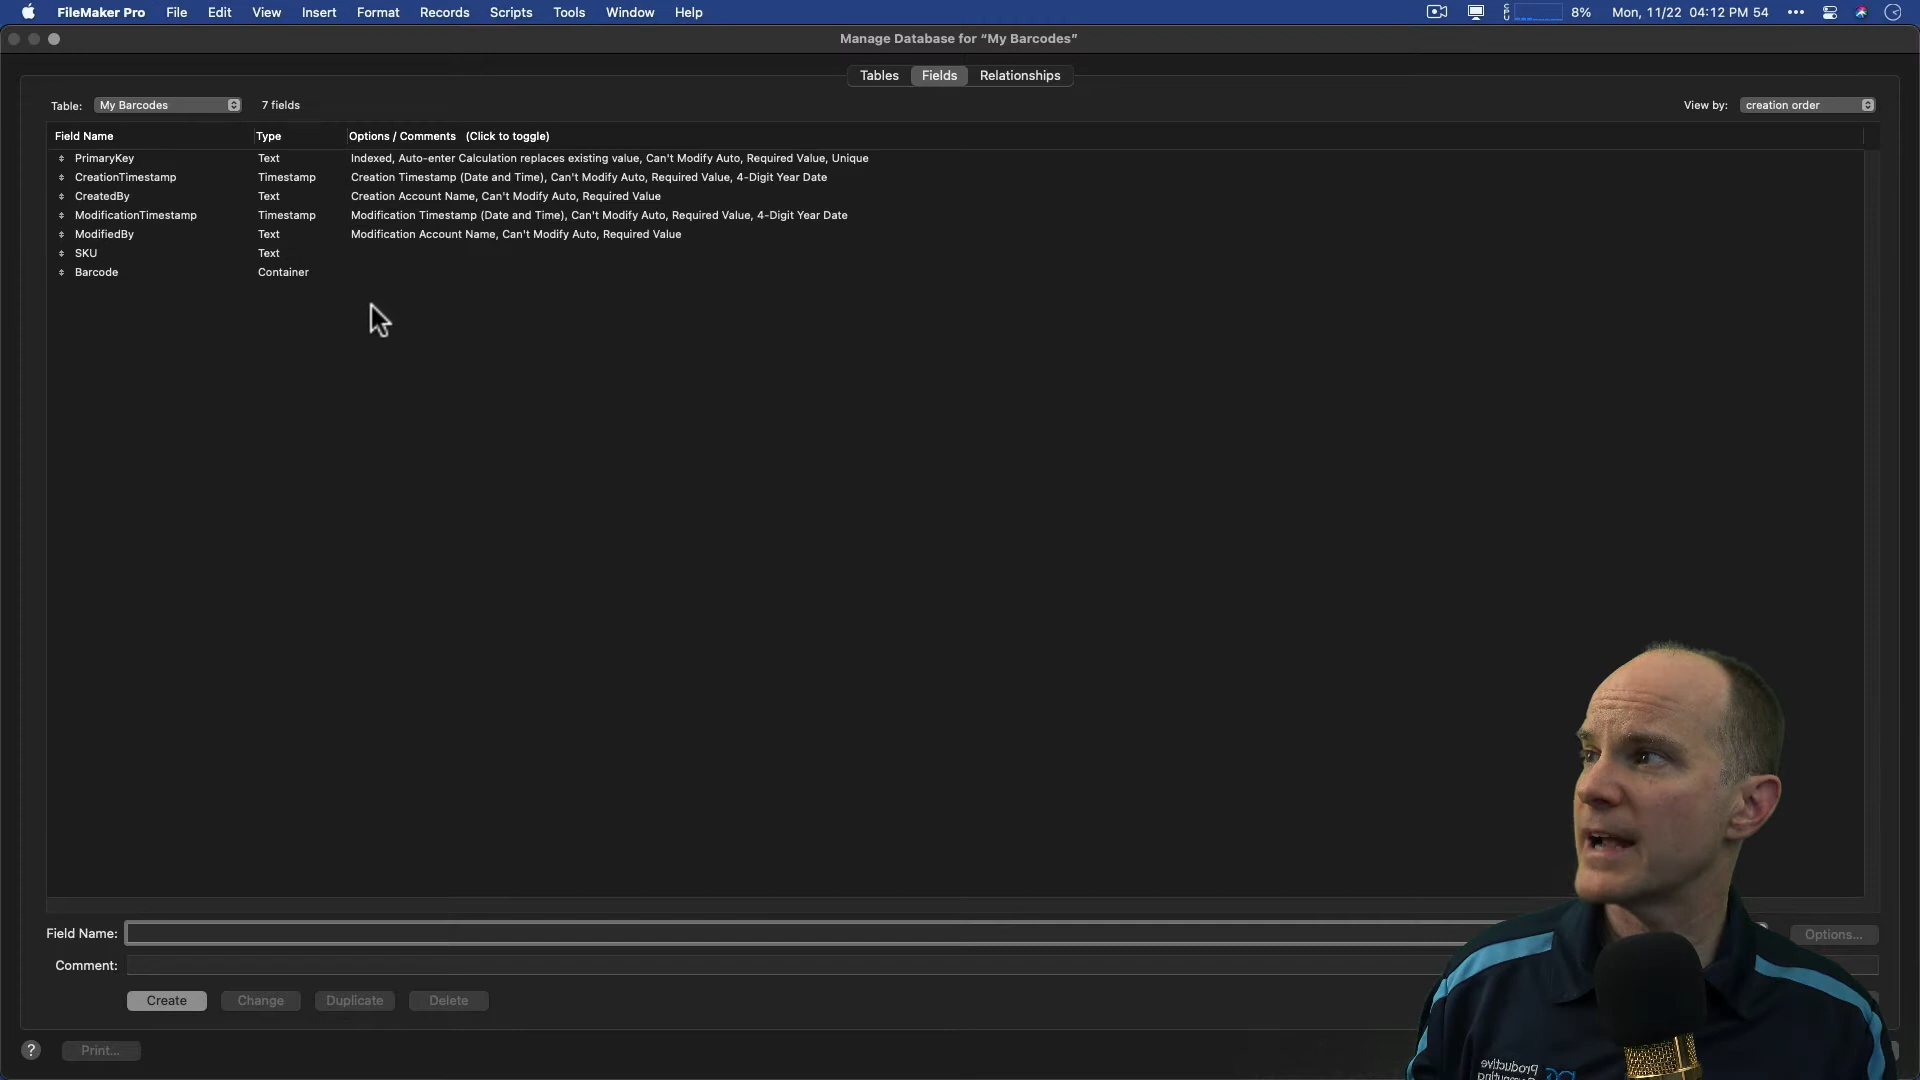 FileMaker Pro File Edit View Insert Format Records Scripts Tools Window Help 8% Mon, 11/22 04:12 PM 54
Manage Database for “My Barcodes”
Tables Fields Relationships
Table: My Barcodes 7 fields View by: creation order
Field Name Type Options / Comments (Click to toggle)
PrimaryKey Text Indexed, Auto-enter Calculation replaces existing value, Can't Modify Auto, Required Value, Unique
CreationTimestamp Timestamp Creation Timestamp (Date and Time), Can't Modify Auto, Required Value, 4-Digit Year Date
CreatedBy Text Creation Account Name, Can't Modify Auto, Required Value
ModificationTimestamp Timestamp Modification Timestamp (Date and Time), Can't Modify Auto, Required Value, 4-Digit Year Date
ModifiedBy Text Modification Account Name, Can't Modify Auto, Required Value
SKU Text
Barcode Container
Field Name: Options...
Comment:
Create Change Duplicate Delete
? Print...
Productive
Computing